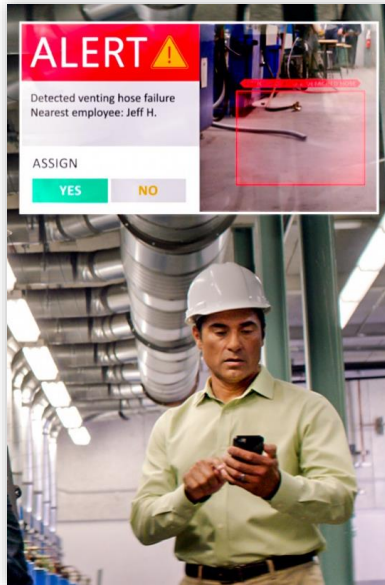 ALERT
Detected venting hose failure
Nearest employee: Jeff H.
ASSIGN
YES
NO